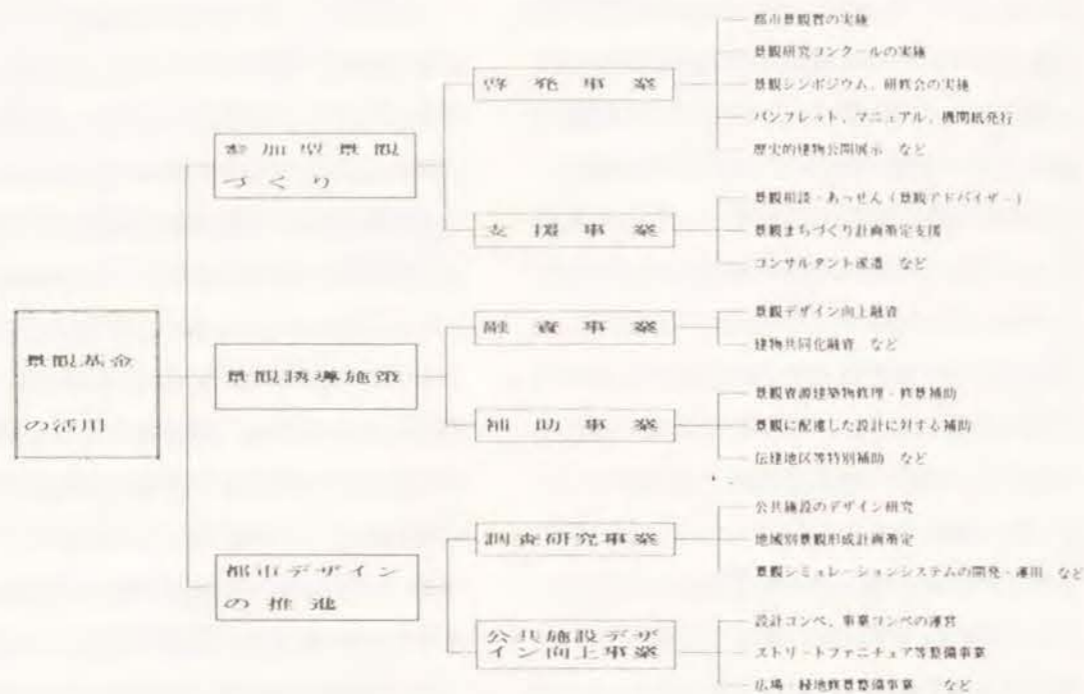 景観基金
の活用
参加型景観
づくり
啓発事業
都市景観賞の実施
景観研究コンクールの実施
景観シンポジウム、研修会の実施
パンフレット、マニュアル、機関紙発行
歴史的建物公開展示 など
支援事業
景観相談・あっせん(景観アドバイザー)
景観まちづくり計画策定支援
コンサルタント派遣 など
景観誘導施策
融資事業
景観デザイン向上融資
建物共同化融資 など
補助事業
景観資源建築物修理・修景補助
景観に配慮した設計に対する補助
伝建地区等特別補助 など
都市デザイン
の推進
調査研究事業
公共施設のデザイン研究
地域別景観形成計画策定
景観シミュレーションシステムの開発・運用 など
公共施設デザ
イン向上事業
設計コンペ、事業コンペの運営
ストリートファニチュア等整備事業
広場・緑地修景整備事業 など